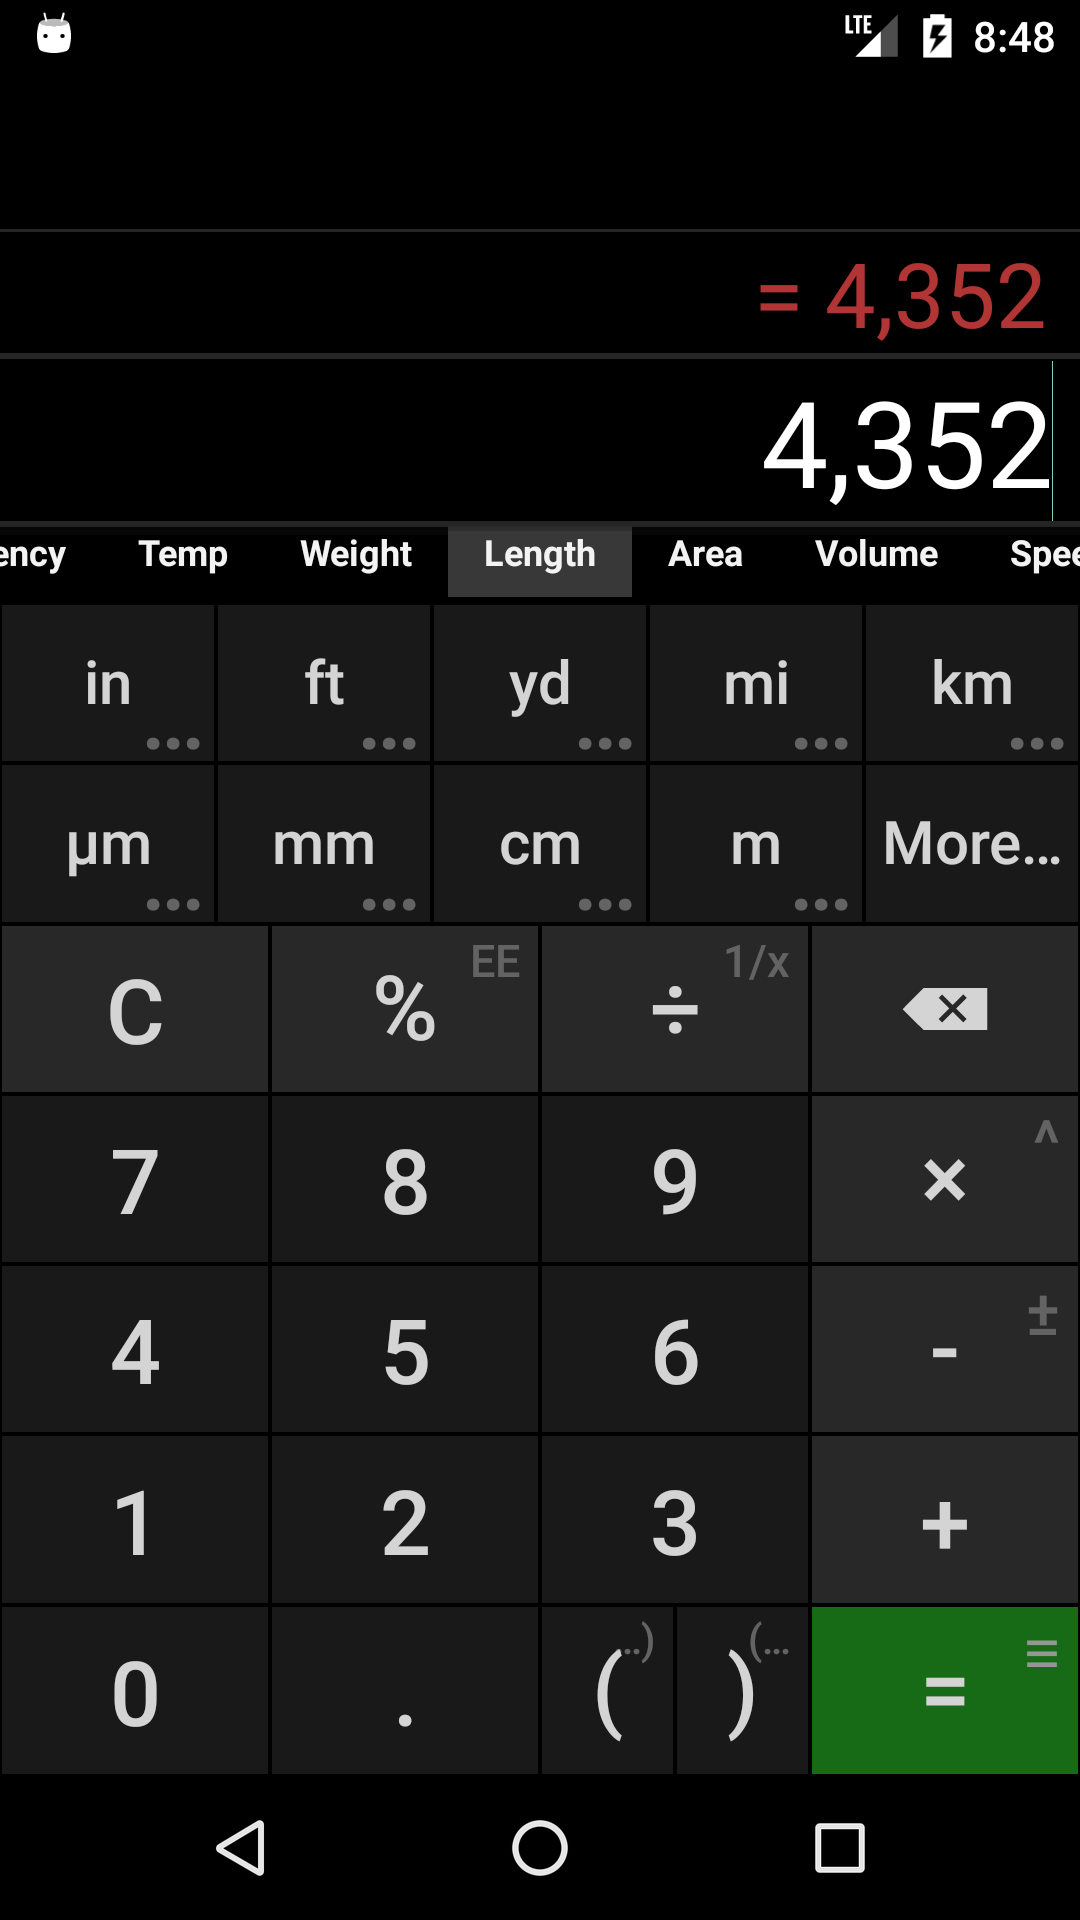 LTE 8:48
= 4,352
4,352
ency Temp Weight Length Area Volume Spee
in ft yd mi km
µm mm cm m More...
C % EE ÷ 1/x
7 8 9 × ^
4 5 6 - ±
1 2 3 +
0 . ( ..) ) (... =